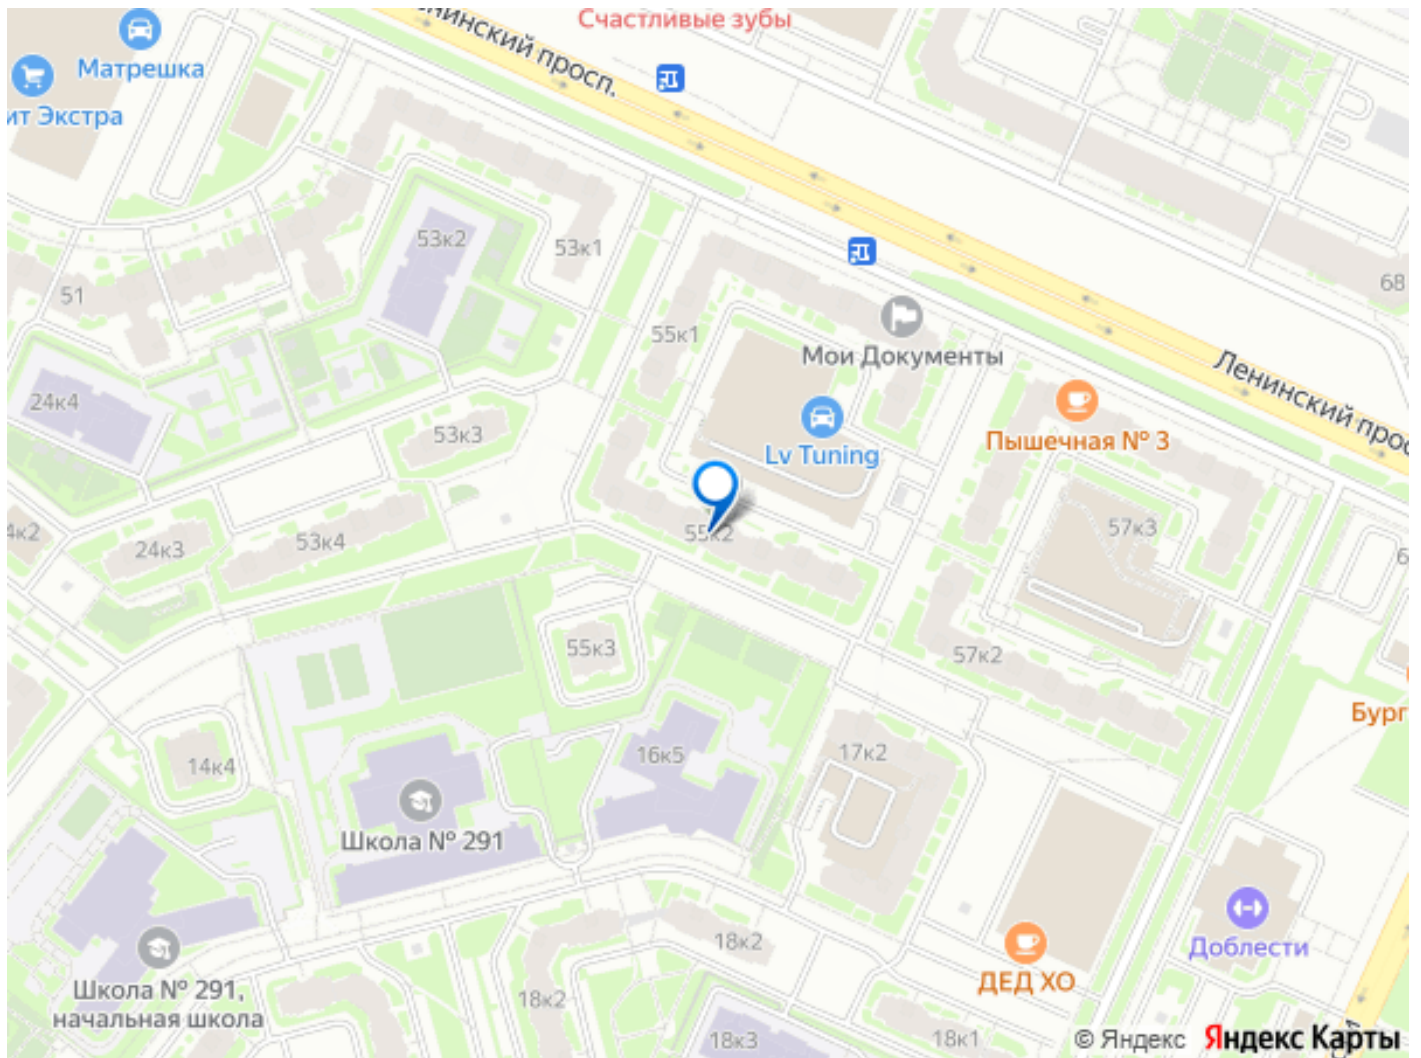 Счастливые зубы
Ленинский просп.
Матрешка
ит Экстра
68
53к2
53к1
51
55к1
Мои Документы
24к4
53к3
Lv Tuning
Пышечная № 3
Ленинский прос
4к2
24к3
53к4
55к2
57к3
6
55к3
57к2
Бург
14к4
16к5
17к2
Школа № 291
18к2
Доблести
ДЕД ХО
Школа № 291,
начальная школа
18к2
18к3
18к1
© Яндекс Яндекс Карты